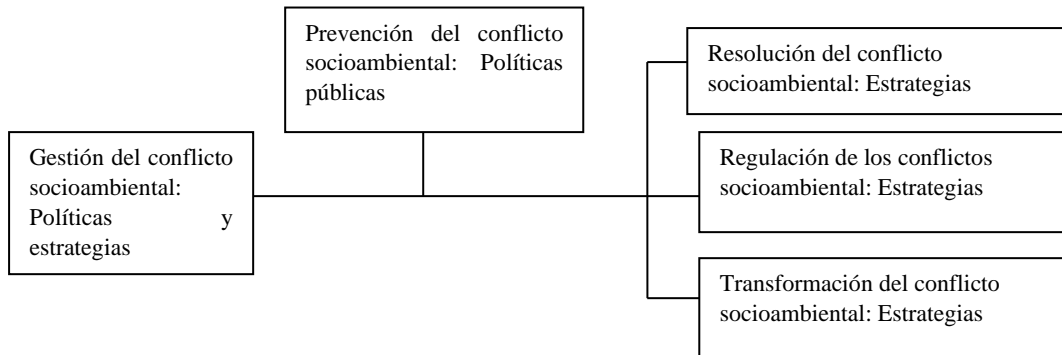 Prevención del conflicto
socioambiental: Políticas
públicas
Gestión del conflicto
socioambiental:
Políticas y
estrategias
Resolución del conflicto
socioambiental: Estrategias
Regulación de los conflictos
socioambiental: Estrategias
Transformación del conflicto
socioambiental: Estrategias